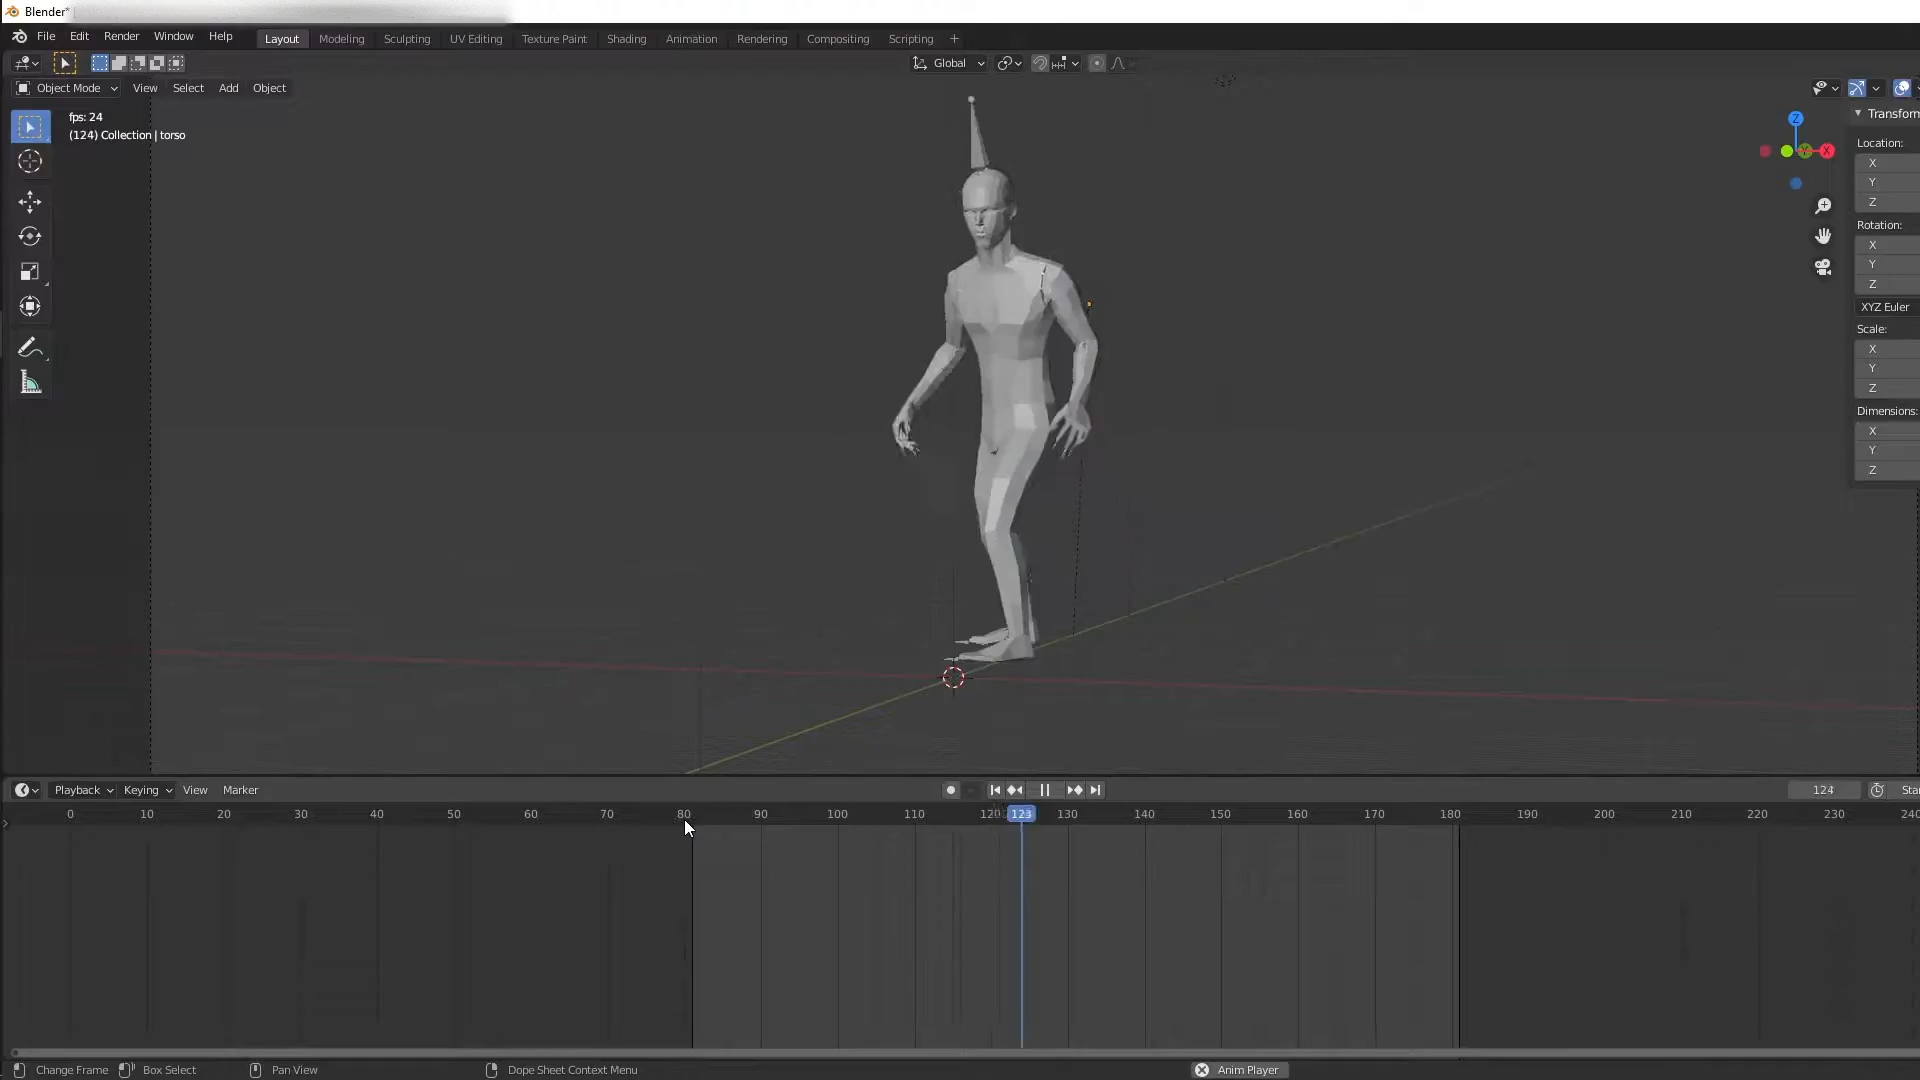 Blender*
File Edit Render Window Help Layout Modeling Sculpting UV Editing Texture Paint Shading Animation Rendering Compositing Scripting +
Global
Object Mode View Select Add Object
fps: 24
(124) Collection | torso
Z
Y
X
Transform
Location:
X
Y
Z
Rotation:
X
Y
Z
XYZ Euler
Scale:
X
Y
Z
Dimensions:
X
Y
Z
Playback Keying View Marker 124 Sta
0 10 20 30 40 50 60 70 80 90 100 110 120 123 130 140 150 160 170 180 190 200 210 220 230 240
Change Frame Box Select Pan View Dope Sheet Context Menu Anim Player